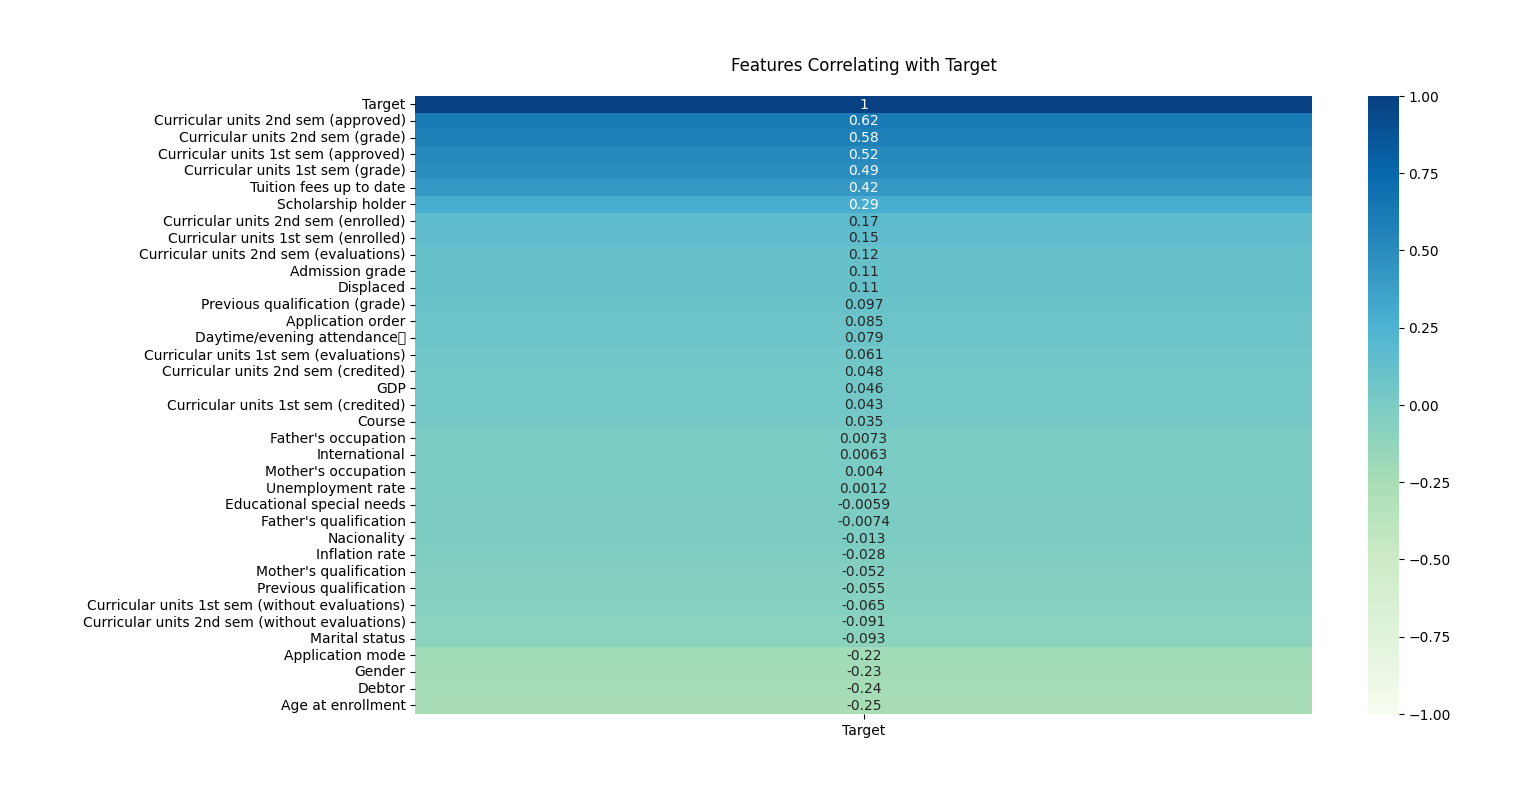 Features Correlating with Target
Target 1
Curricular units 2nd sem (approved) 0.62
Curricular units 2nd sem (grade) 0.58
Curricular units 1st sem (approved) 0.52
Curricular units 1st sem (grade) 0.49
Tuition fees up to date 0.42
Scholarship holder 0.29
Curricular units 2nd sem (enrolled) 0.17
Curricular units 1st sem (enrolled) 0.15
Curricular units 2nd sem (evaluations) 0.12
Admission grade 0.11
Displaced 0.11
Previous qualification (grade) 0.097
Application order 0.085
Daytime/evening attendance 0.079
Curricular units 1st sem (evaluations) 0.061
Curricular units 2nd sem (credited) 0.048
GDP 0.046
Curricular units 1st sem (credited) 0.043
Course 0.035
Father's occupation 0.0073
International 0.0063
Mother's occupation 0.004
Unemployment rate 0.0012
Educational special needs -0.0059
Father's qualification -0.0074
Nacionality -0.013
Inflation rate -0.028
Mother's qualification -0.052
Previous qualification -0.055
Curricular units 1st sem (without evaluations) -0.065
Curricular units 2nd sem (without evaluations) -0.091
Marital status -0.093
Application mode -0.22
Gender -0.23
Debtor -0.24
Age at enrollment -0.25
Target
1.00
0.75
0.50
0.25
0.00
−0.25
−0.50
−0.75
−1.00